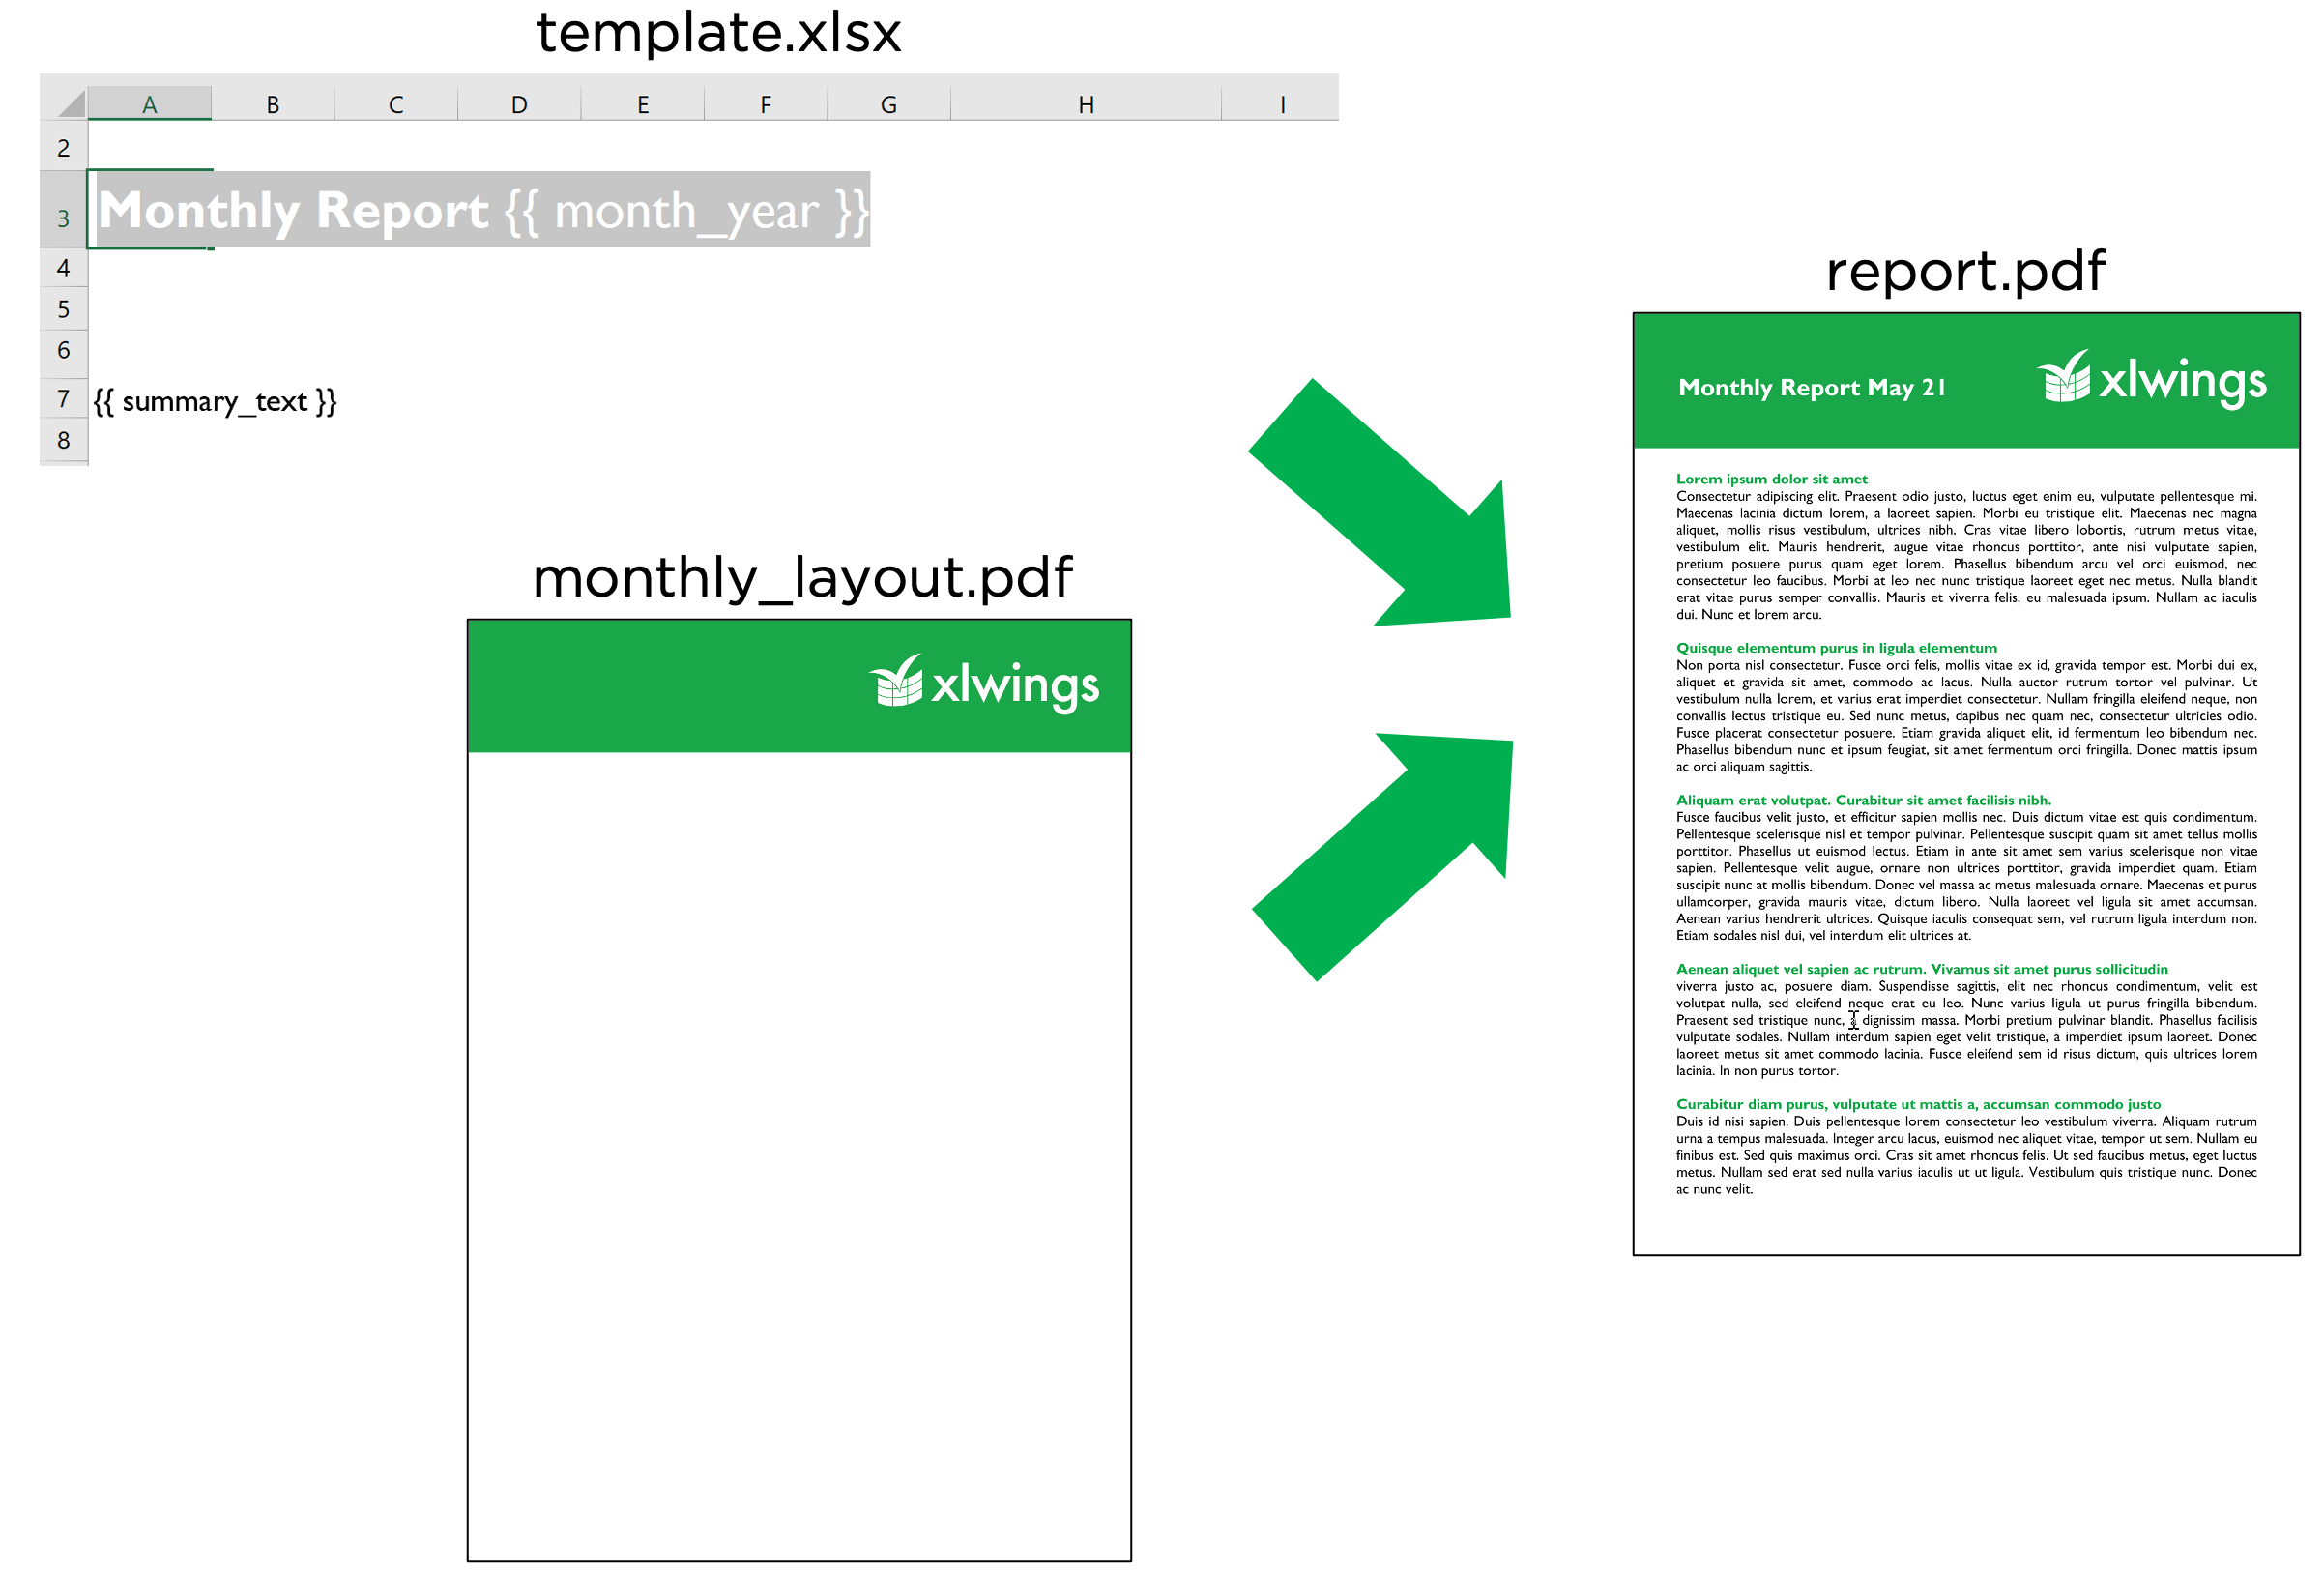 template.xlsx
A B C D E F G H I
2
3 Monthly Report {{ month_year }}
4
5
6
7 {{ summary_text }}
8
monthly_layout.pdf
xlwings
report.pdf
Monthly Report May 21
xlwings
Lorem ipsum dolor sit amet
Consectetur adipiscing elit. Praesent odio justo, luctus eget enim eu, vulputate pellentesque mi.
Maecenas lacinia dictum lorem, a laoreet sapien. Morbi eu tristique elit. Maecenas nec magna
aliquet, mollis risus vestibulum, ultrices nibh. Cras vitae libero lobortis, rutrum metus vitae,
vestibulum elit. Mauris hendrerit, augue vitae rhoncus porttitor, ante nisi vulputate sapien,
pretium posuere purus quam eget lorem. Phasellus bibendum arcu vel orci euismod, nec
consectetur leo faucibus. Morbi at leo nec nunc tristique laoreet eget nec metus. Nulla blandit
erat vitae purus semper convallis. Mauris et viverra felis, eu malesuada ipsum. Nullam ac iaculis
dui. Nunc et lorem arcu.
Quisque elementum purus in ligula elementum
Non porta nisl consectetur. Fusce orci felis, mollis vitae ex id, gravida tempor est. Morbi dui ex,
aliquet et gravida sit amet, commodo ac lacus. Nulla auctor rutrum tortor vel pulvinar. Ut
vestibulum nulla lorem, et varius erat imperdiet consectetur. Nullam fringilla eleifend neque, non
convallis lectus tristique eu. Sed nunc metus, dapibus nec quam nec, consectetur ultricies odio.
Fusce placerat consectetur posuere. Etiam gravida aliquet elit, id fermentum leo bibendum nec.
Phasellus bibendum nunc et ipsum feugiat, sit amet fermentum orci fringilla. Donec mattis ipsum
ac orci aliquam sagittis.
Aliquam erat volutpat. Curabitur sit amet facilisis nibh.
Fusce faucibus velit justo, et efficitur sapien mollis nec. Duis dictum vitae est quis condimentum.
Pellentesque scelerisque nisl et tempor pulvinar. Pellentesque suscipit quam sit amet tellus mollis
porttitor. Phasellus ut euismod lectus. Etiam in ante sit amet sem varius scelerisque non vitae
sapien. Pellentesque velit augue, ornare non ultrices porttitor, gravida imperdiet quam. Etiam
suscipit nunc at mollis bibendum. Donec vel massa ac metus malesuada ornare. Maecenas et purus
ullamcorper, gravida mauris vitae, dictum libero. Nulla laoreet vel ligula sit amet accumsan.
Aenean varius hendrerit ultrices. Quisque iaculis consequat sem, vel rutrum ligula interdum non.
Etiam sodales nisl dui, vel interdum elit ultrices at.
Aenean aliquet vel sapien ac rutrum. Vivamus sit amet purus sollicitudin
viverra justo ac, posuere diam. Suspendisse sagittis, elit nec rhoncus condimentum, velit est
volutpat nulla, sed eleifend neque erat eu leo. Nunc varius ligula ut purus fringilla bibendum.
Praesent sed tristique nunc, a dignissim massa. Morbi pretium pulvinar blandit. Phasellus facilisis
vulputate sodales. Nullam interdum sapien eget velit tristique, a imperdiet ipsum laoreet. Donec
laoreet metus sit amet commodo lacinia. Fusce eleifend sem id risus dictum, quis ultrices lorem
lacinia. In non purus tortor.
Curabitur diam purus, vulputate ut mattis a, accumsan commodo justo
Duis id nisi sapien. Duis pellentesque lorem consectetur leo vestibulum viverra. Aliquam rutrum
urna a tempus malesuada. Integer arcu lacus, euismod nec aliquet vitae, tempor ut sem. Nullam eu
finibus est. Sed quis maximus orci. Cras sit amet rhoncus felis. Ut sed faucibus metus, eget luctus
metus. Nullam sed erat sed nulla varius iaculis ut ut ligula. Vestibulum quis tristique nunc. Donec
ac nunc velit.